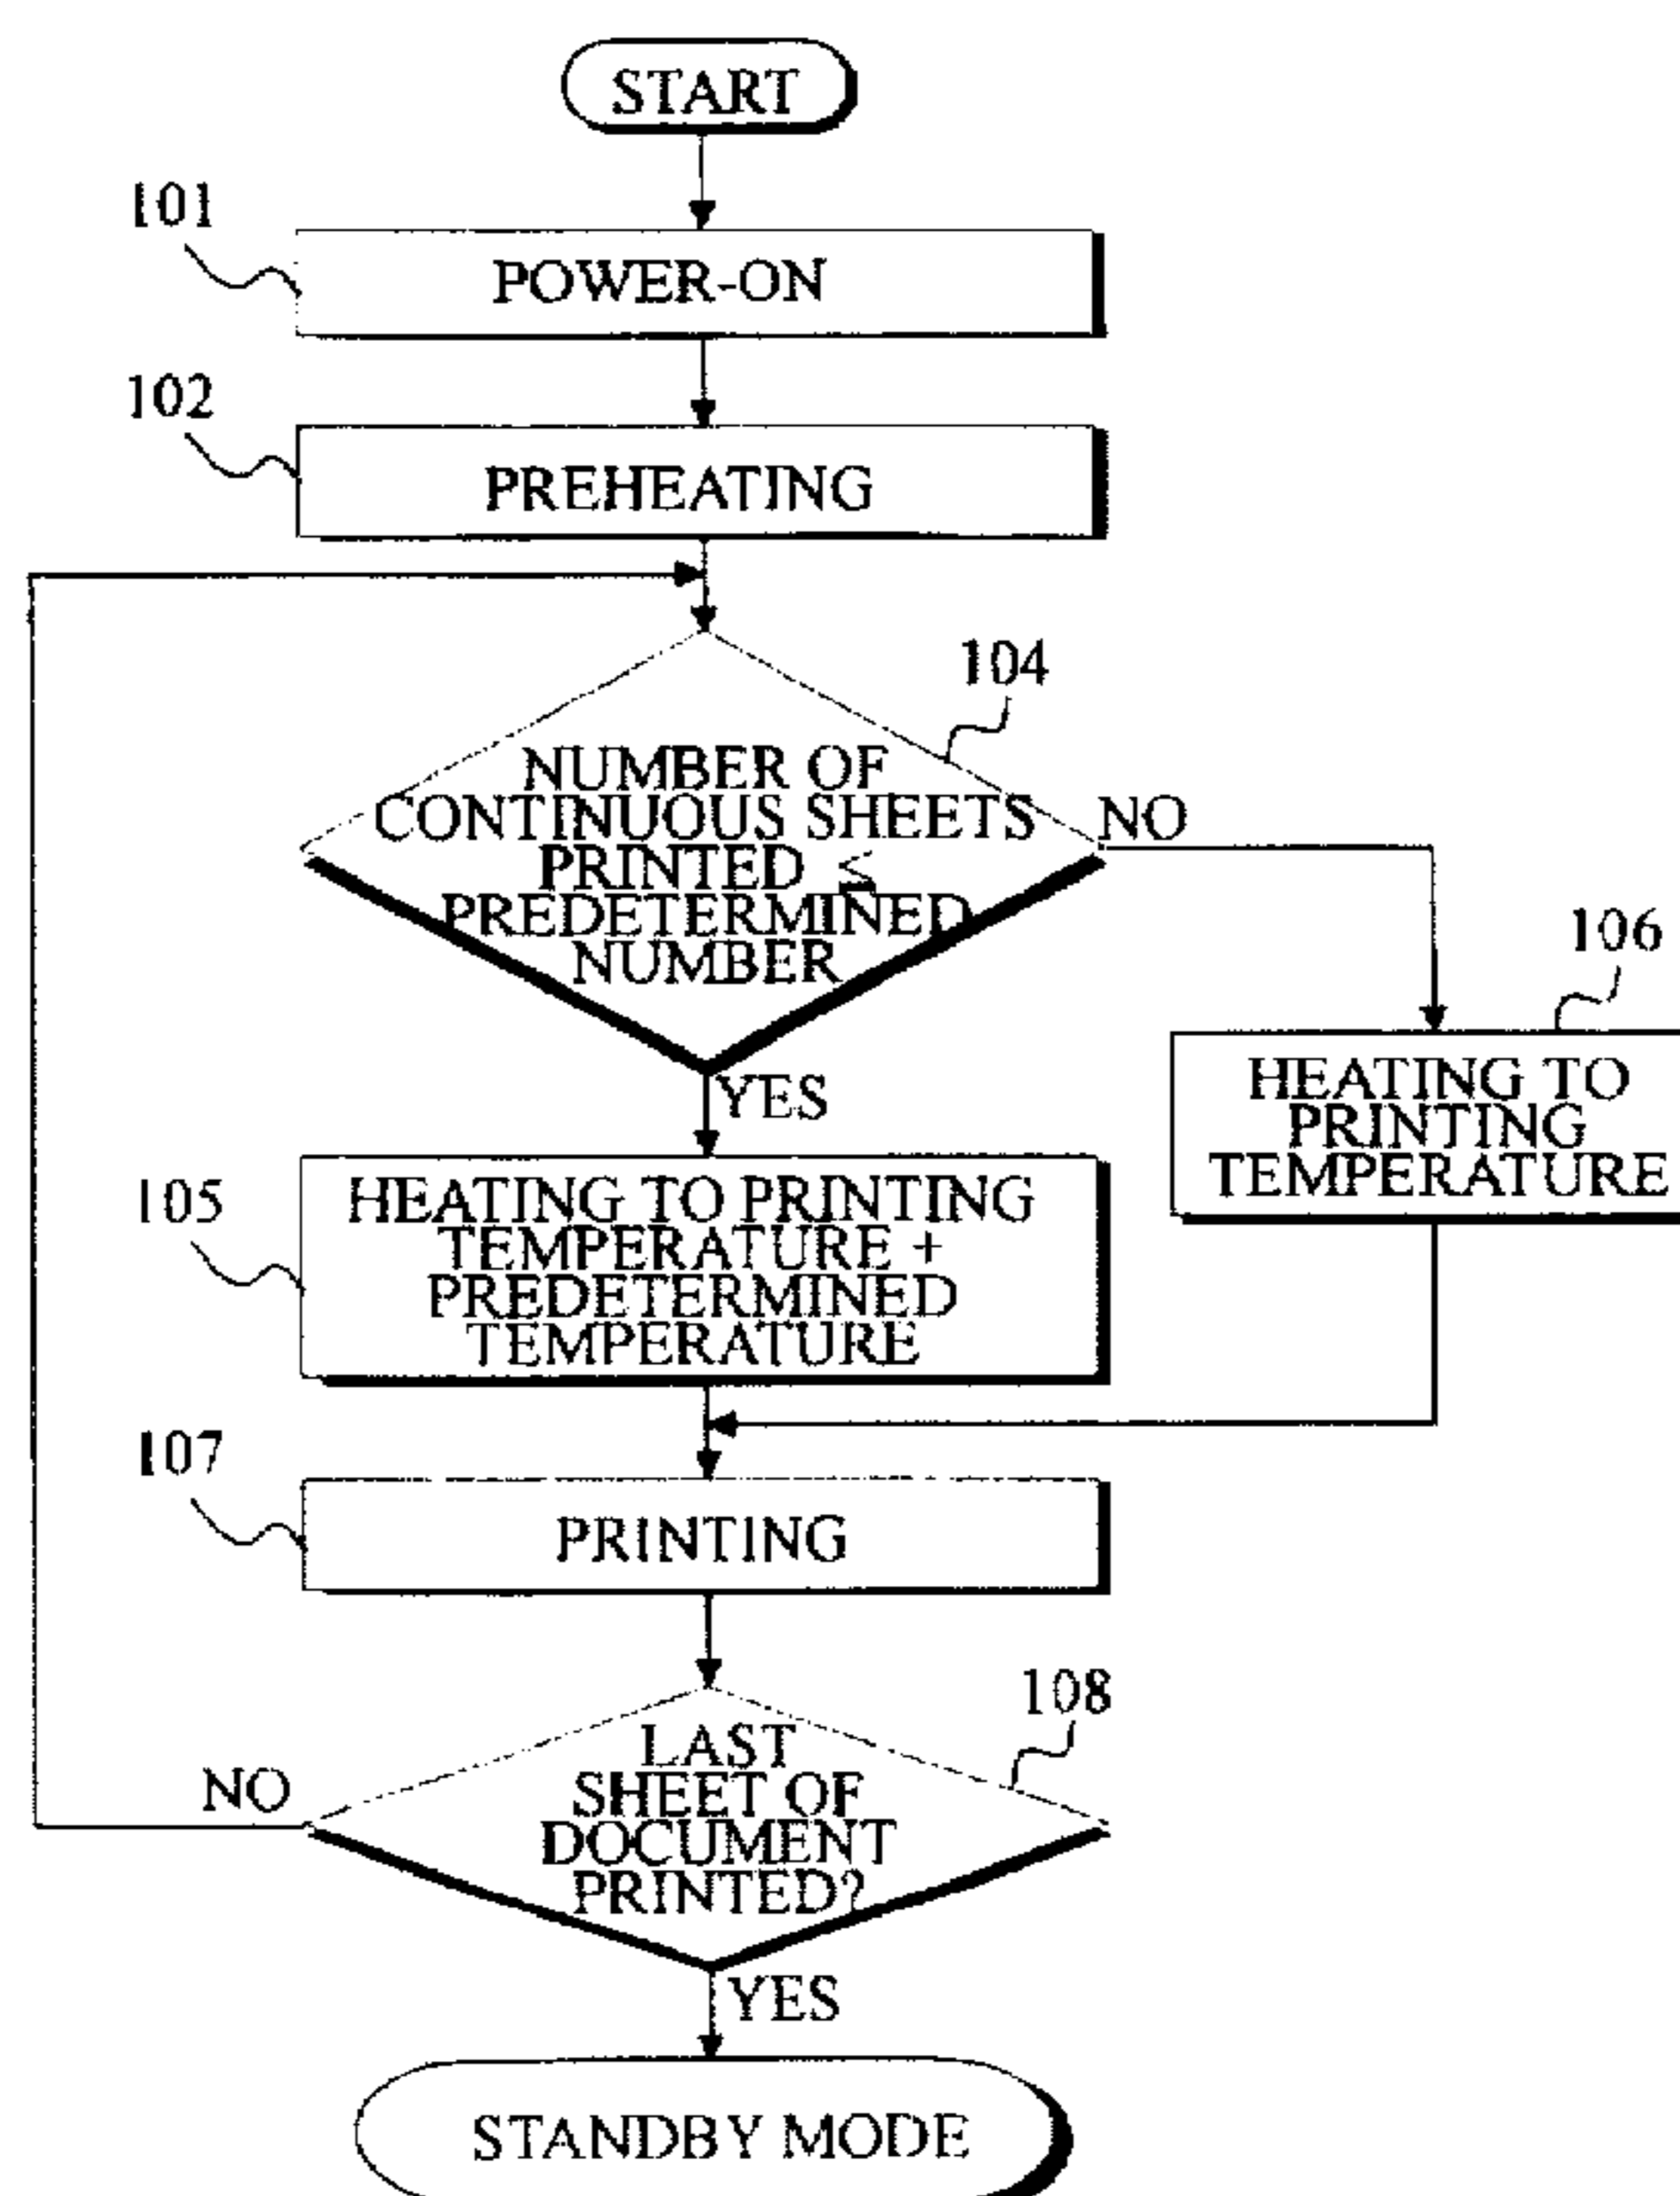 START
101
POWER-ON
102
PREHEATING
104
NUMBER OF
CONTINUOUS SHEETS
PRINTED ≤
PREDETERMINED
NUMBER
NO
YES
106
HEATING TO
PRINTING
TEMPERATURE
105
HEATING TO PRINTING
TEMPERATURE +
PREDETERMINED
TEMPERATURE
107
PRINTING
108
LAST
SHEET OF
DOCUMENT
PRINTED?
NO
YES
STANDBY MODE